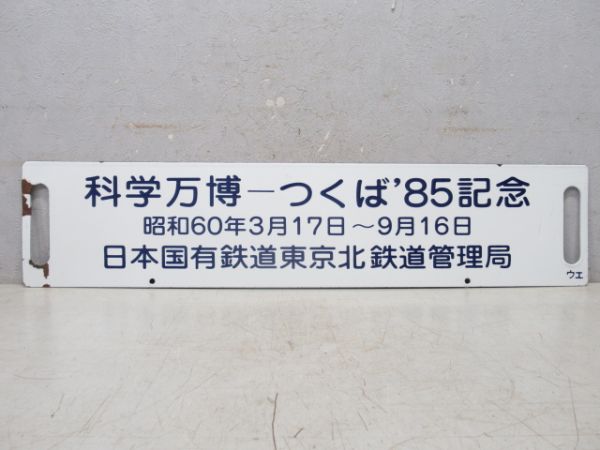 科学万博－つくば'85記念
昭和60年3月17日～9月16日
日本国有鉄道東京北鉄道管理局
ウエ